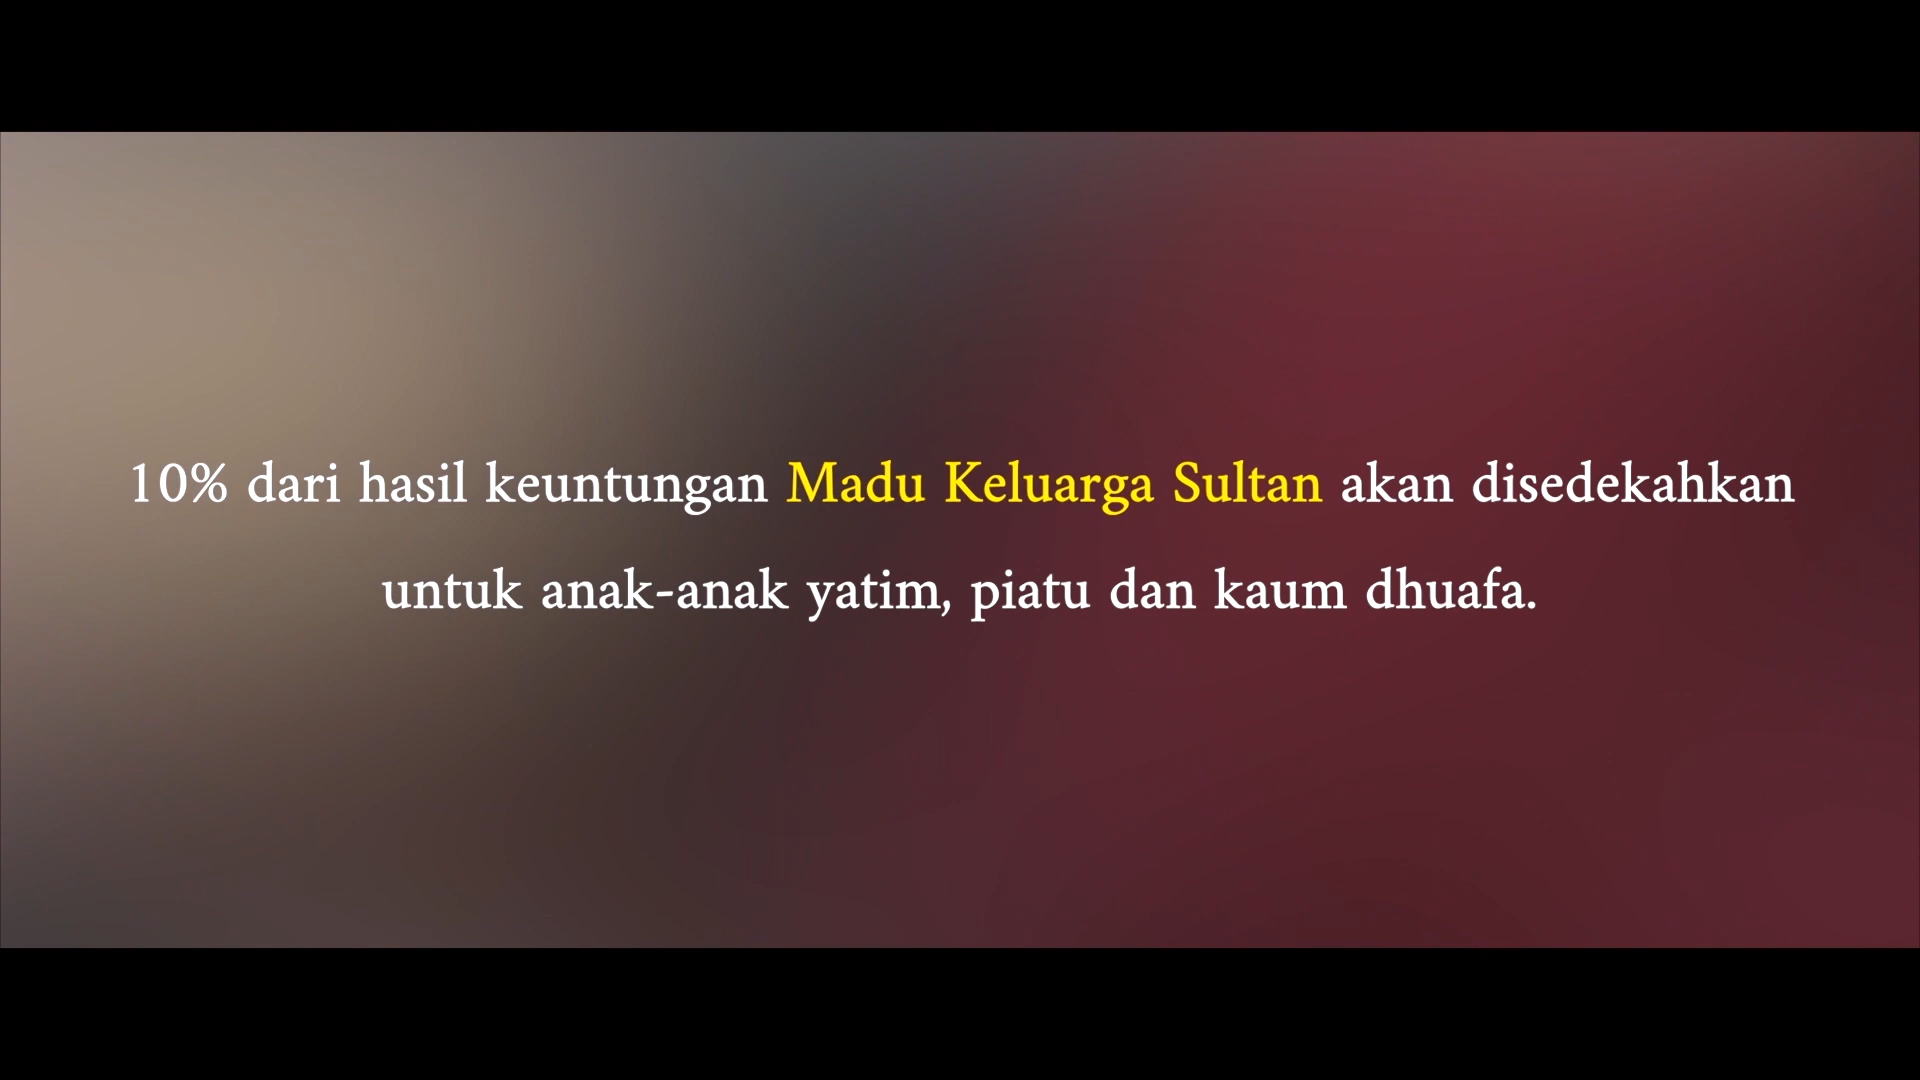 10% dari hasil keuntungan Madu Keluarga Sultan akan disedekahkan
untuk anak-anak yatim, piatu dan kaum dhuafa.